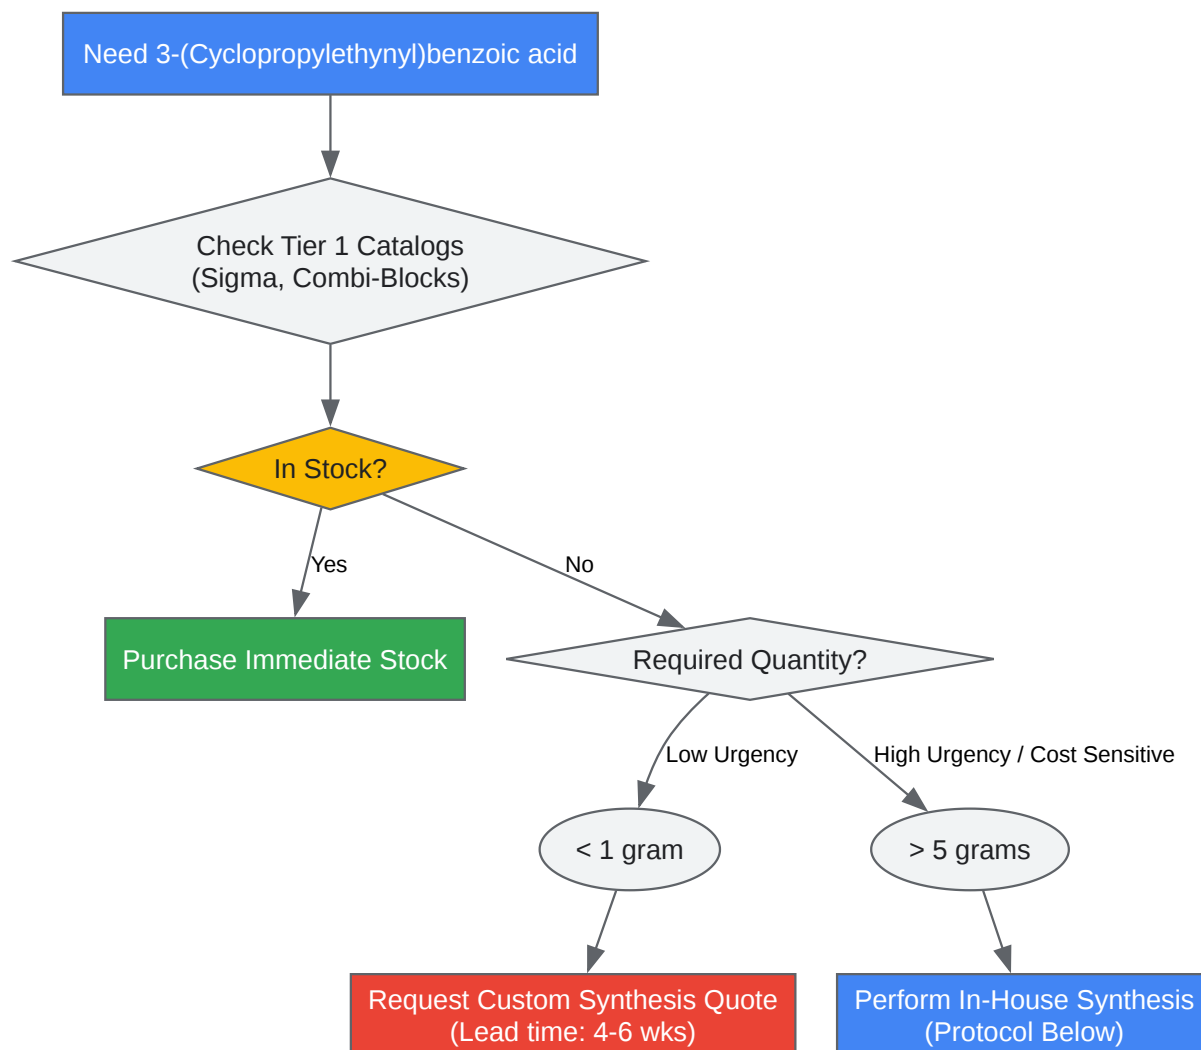 Need 3-(Cyclopropylethynyl)benzoic acid
Check Tier 1 Catalogs
(Sigma, Combi-Blocks)
In Stock?
Yes
No
Purchase Immediate Stock
Required Quantity?
Low Urgency
High Urgency / Cost Sensitive
< 1 gram
> 5 grams
Request Custom Synthesis Quote
(Lead time: 4-6 wks)
Perform In-House Synthesis
(Protocol Below)